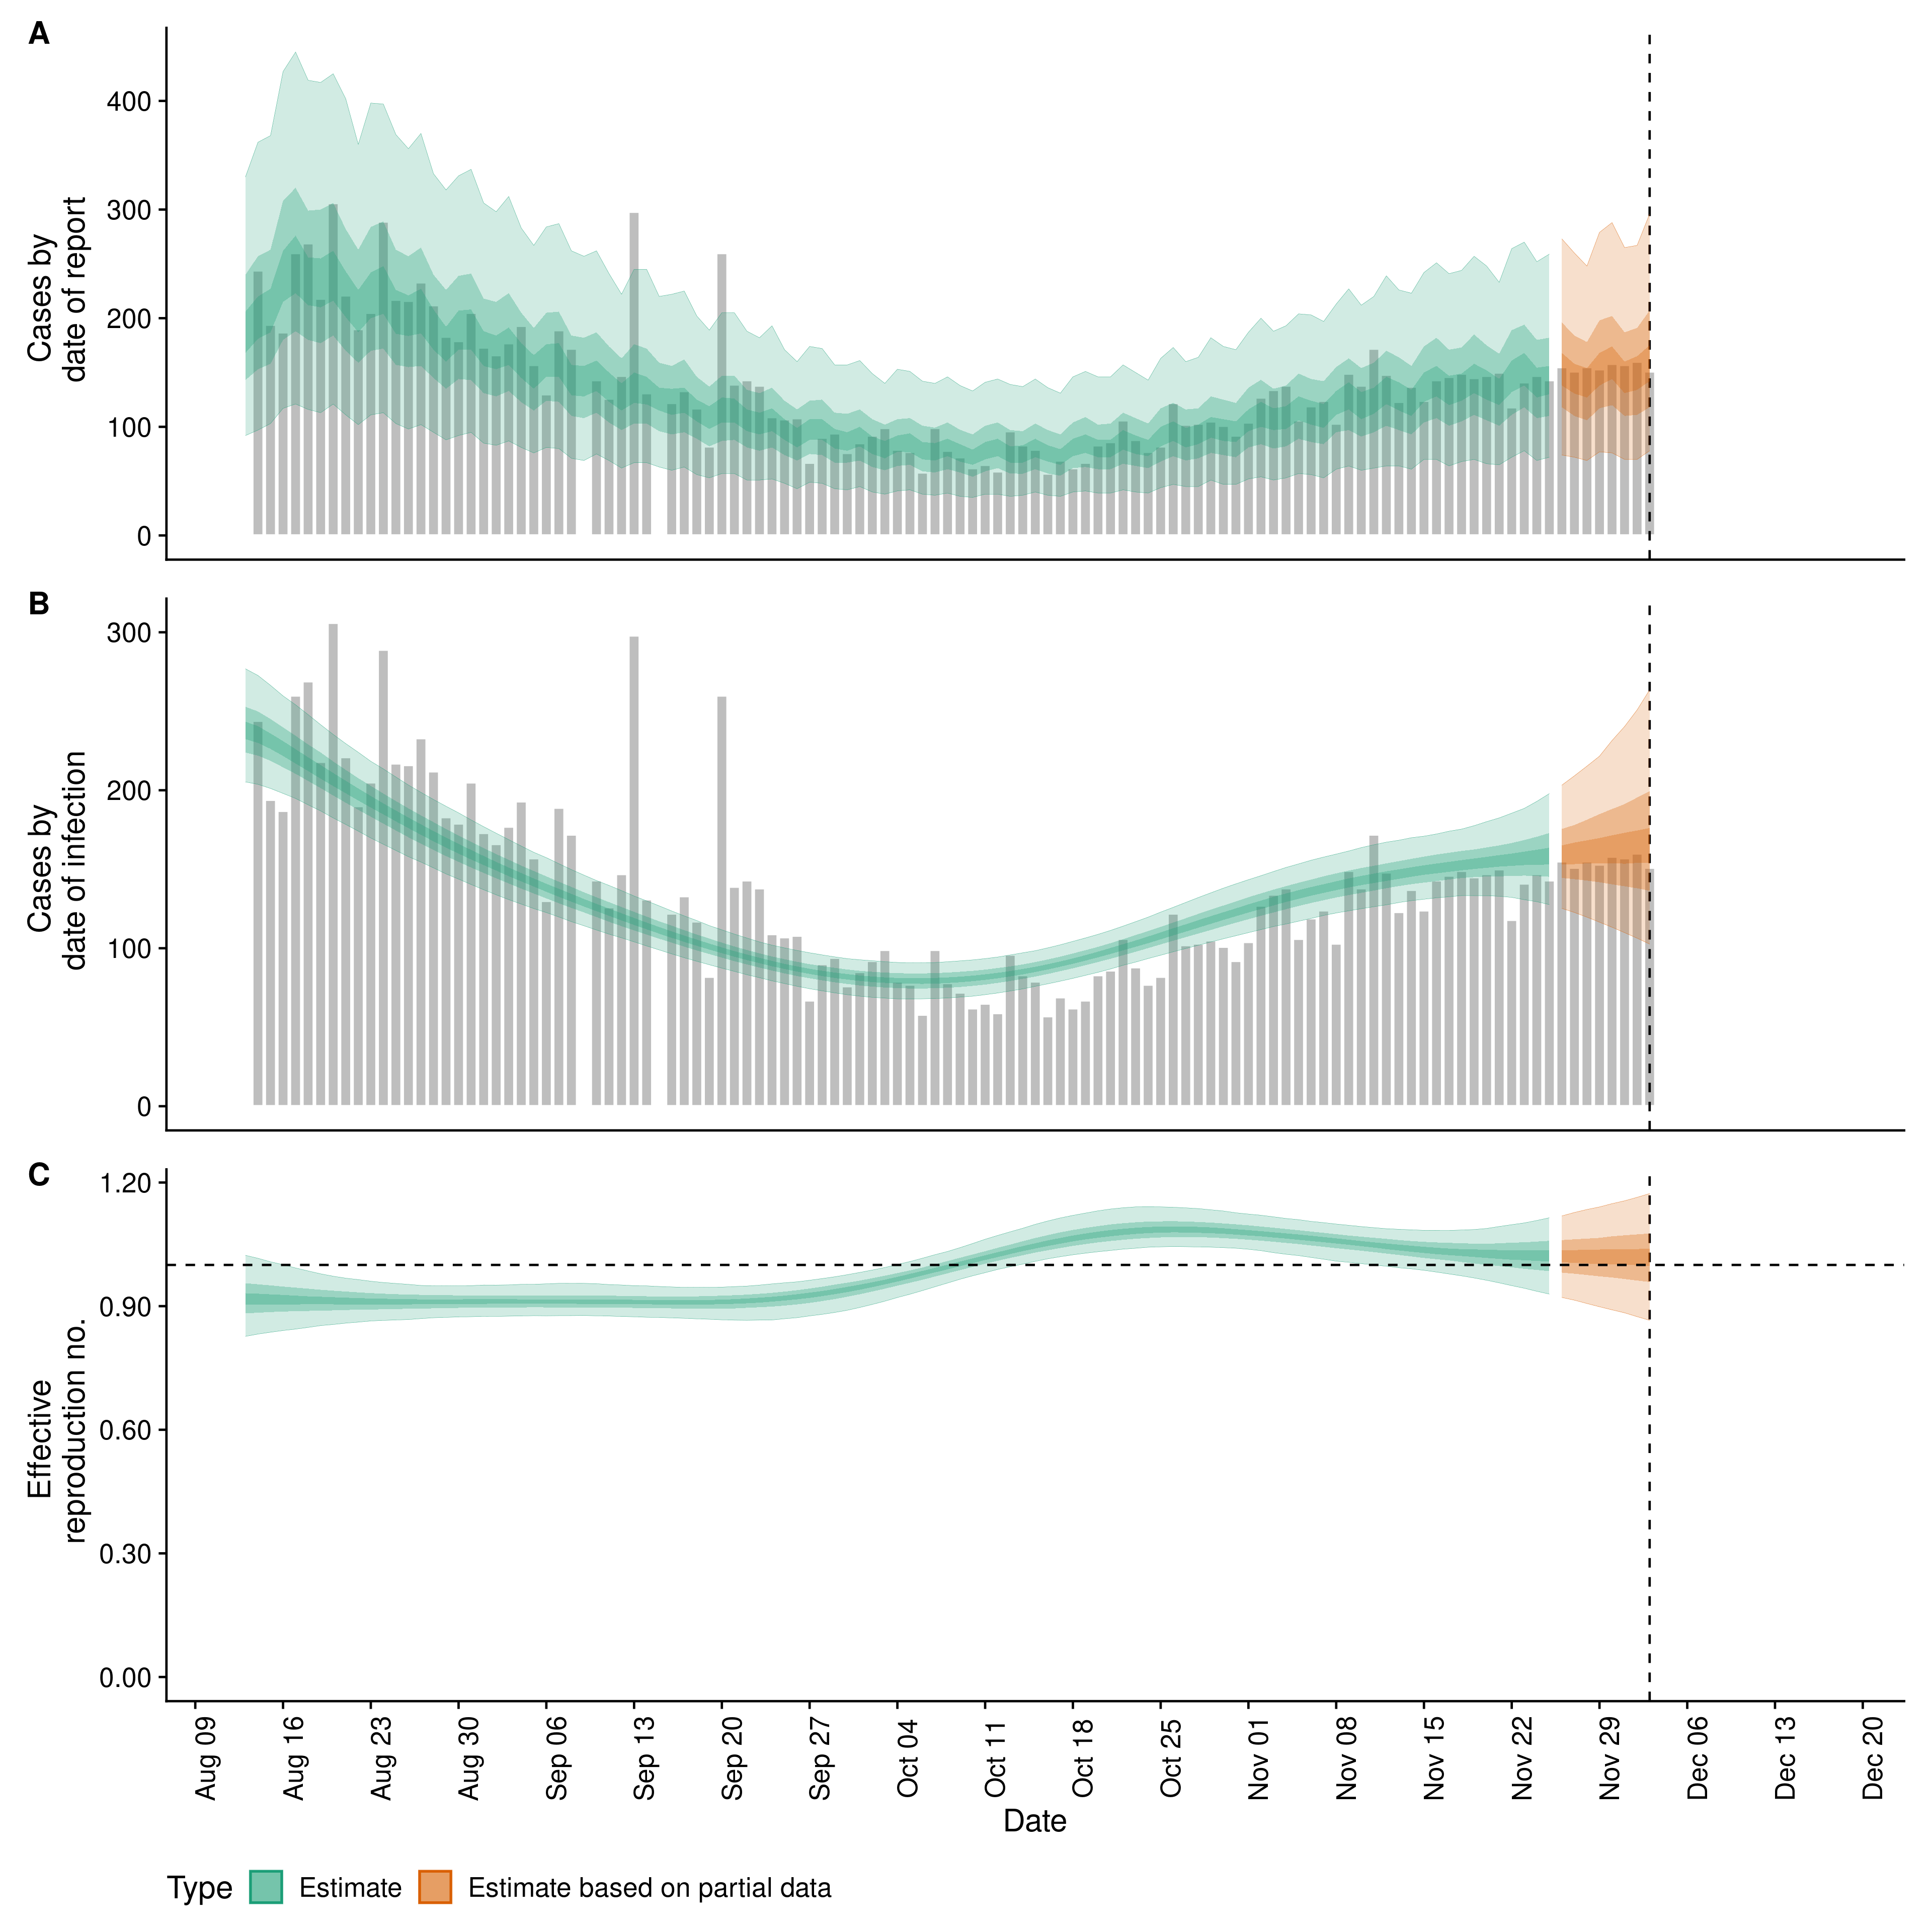 A
Cases by
date of report
400
300
200
100
0
B
Cases by
date of infection
300
200
100
0
C
Effective
reproduction no.
1.20
0.90
0.60
0.30
0.00
Aug 09
Aug 16
Aug 23
Aug 30
Sep 06
Sep 13
Sep 20
Sep 27
Oct 04
Oct 11
Oct 18
Oct 25
Nov 01
Nov 08
Nov 15
Nov 22
Nov 29
Dec 06
Dec 13
Dec 20
Date
Type Estimate Estimate based on partial data